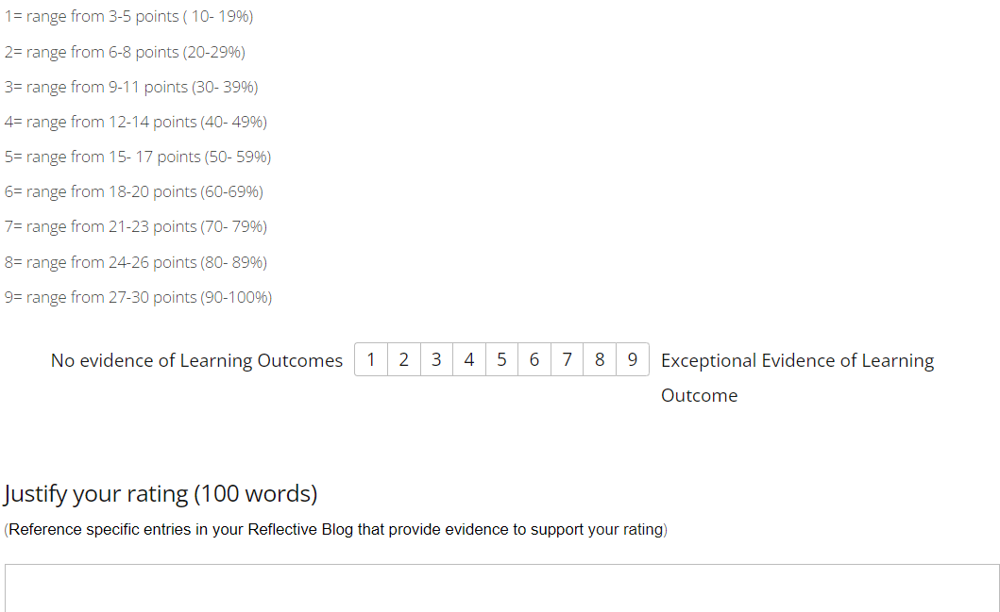 1= range from 3-5 points ( 10- 19%)
2= range from 6-8 points (20-29%)
3= range from 9-11 points (30- 39%)
4= range from 12-14 points (40- 49%)
5= range from 15- 17 points (50- 59%)
6= range from 18-20 points (60-69%)
7= range from 21-23 points (70- 79%)
8= range from 24-26 points (80- 89%)
9= range from 27-30 points (90-100%)
No evidence of Learning Outcomes 1 2 3 4 5 6 7 8 9 Exceptional Evidence of Learning
Outcome
Justify your rating (100 words)
(Reference specific entries in your Reflective Blog that provide evidence to support your rating)